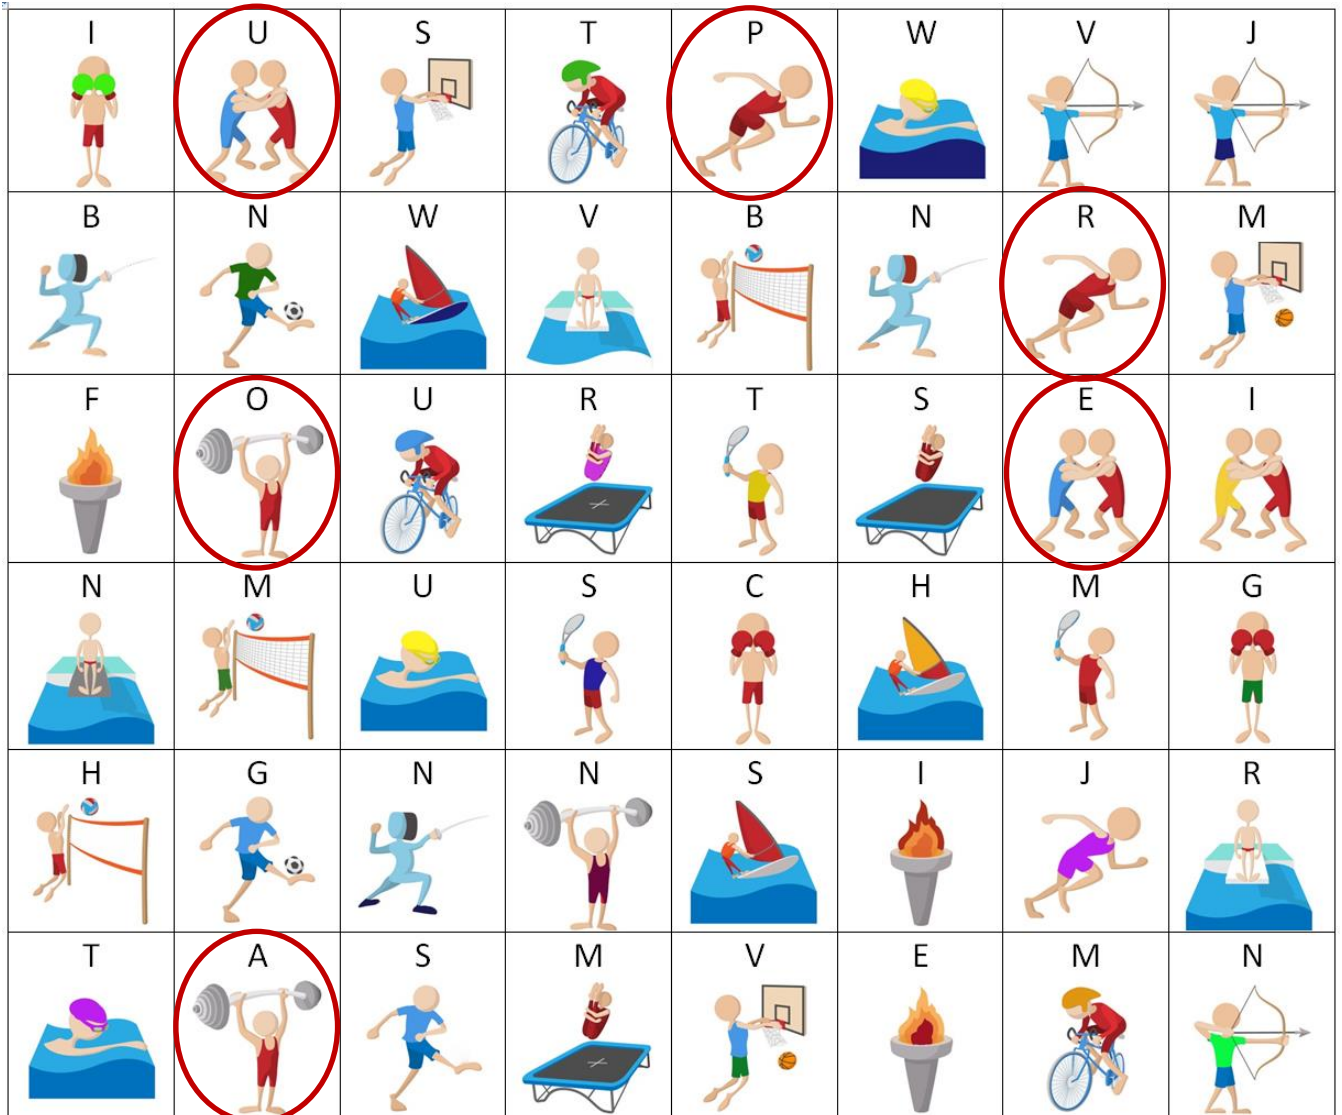 I U S T P W V J
B N W V B N R M
F O U R T S E I
N M U S C H M G
H G N N S I J R
T A S M V E M N